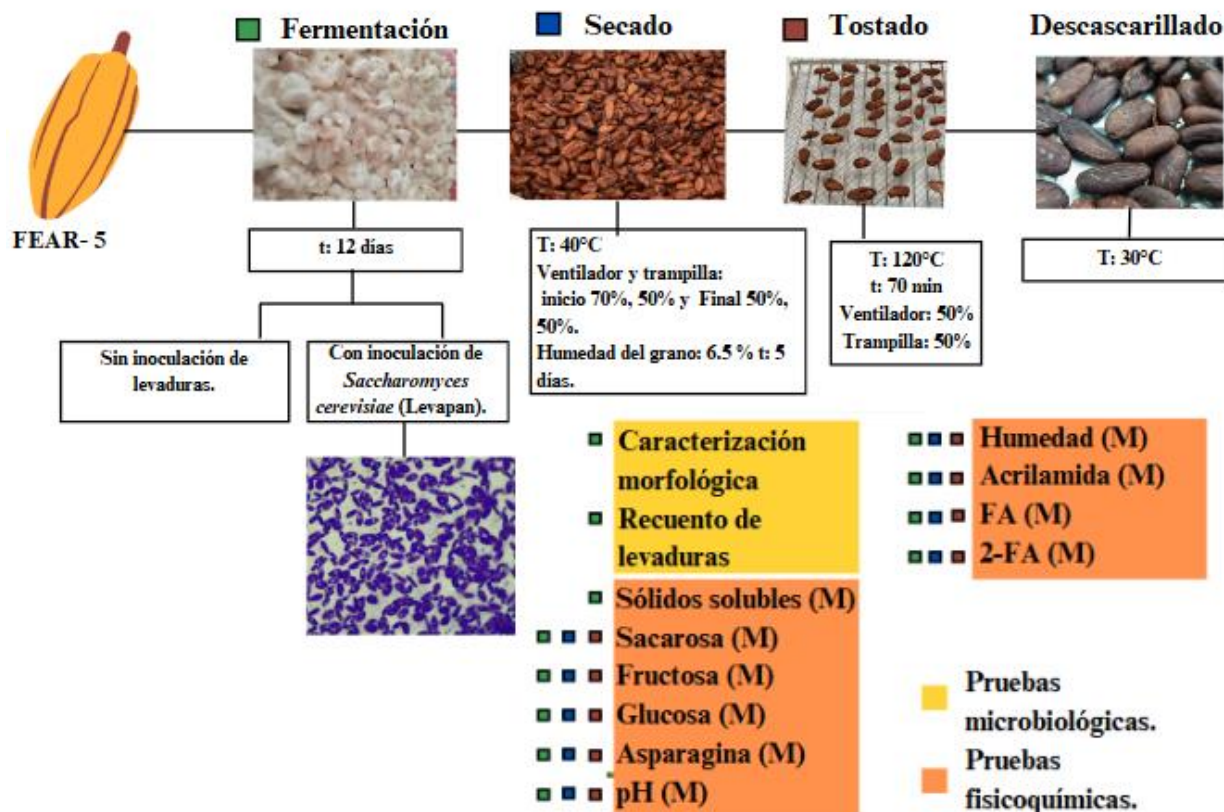 Fermentación
Secado
Tostado
Descascarillado
FEAR- 5
t: 12 días
Sin inoculación de
levaduras.
Con inoculación de
Saccharomyces
cerevisiae (Levapan).
T: 40°C
Ventilador y trampilla:
inicio 70%, 50% y Final 50%,
50%.
Humedad del grano: 6.5 % t: 5
días.
T: 120°C
t: 70 min
Ventilador: 50%
Trampilla: 50%
T: 30°C
Caracterización
morfológica
Recuento de
levaduras
Sólidos solubles (M)
Sacarosa (M)
Fructosa (M)
Glucosa (M)
Asparagina (M)
pH (M)
Humedad (M)
Acrilamida (M)
FA (M)
2-FA (M)
Pruebas
microbiológicas.
Pruebas
fisicoquímicas.